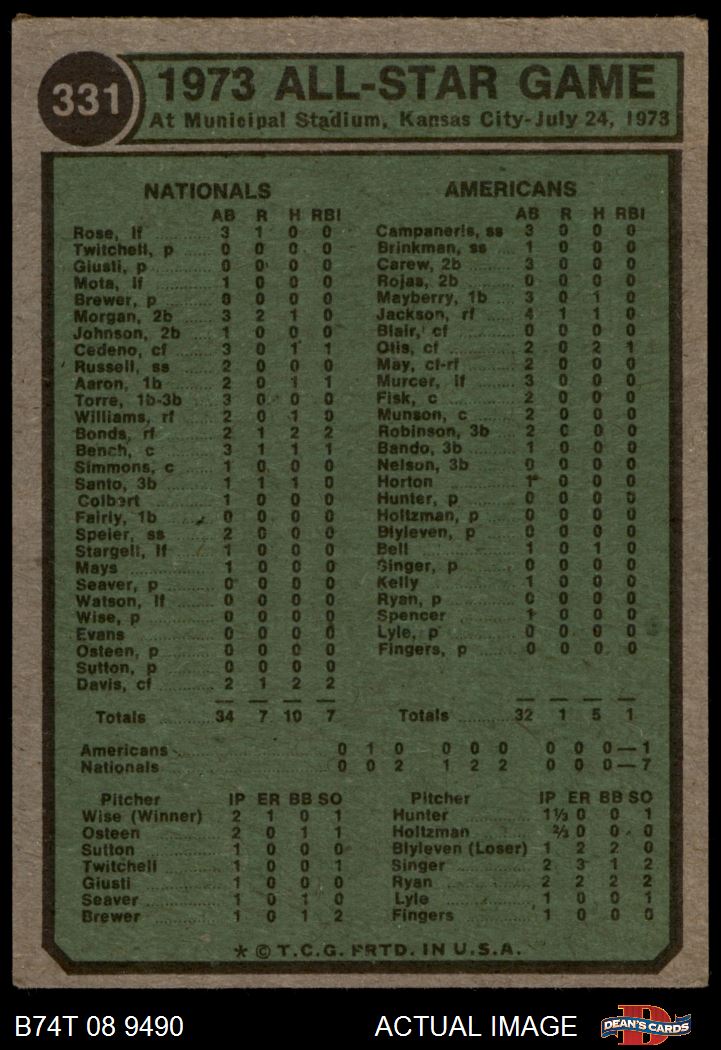 331
1973 ALL-STAR GAME
At Municipal Stadium, Kansas City-July 24, 1973
NATIONALS
AB R H RBI
Rose, lf 3 1 0 0
Twitchell, p 0 0 0 0
Giusti, p 0 0 0 0
Mota, lf 1 0 0 0
Brewer, p 0 0 0 0
Morgan, 2b 3 2 1 0
Johnson, 2b 1 0 0 0
Cedeno, cf 3 0 1 1
Russell, ss 2 0 0 0
Aaron, 1b 2 0 1 1
Torre, 1b-3b 3 0 0 0
Williams, rf 2 0 1 0
Bonds, rf 2 1 2 2
Bench, c 3 1 1 1
Simmons, c 1 0 0 0
Santo, 3b 1 1 1 0
Colbert 1 0 0 0
Fairly, 1b 0 0 0 0
Speier, ss 2 0 0 0
Stargell, lf 1 0 0 0
Mays 1 0 0 0
Seaver, p 0 0 0 0
Watson, lf 0 0 0 0
Wise, p 0 0 0 0
Evans 0 0 0 0
Osteen, p 0 0 0 0
Sutton, p 0 0 0 0
Davis, cf 2 1 2 2
Totals 34 7 10 7
AMERICANS
AB R H RBI
Campaneris, ss 3 0 0 0
Brinkman, ss 1 0 0 0
Carew, 2b 3 0 0 0
Rojas, 2b 0 0 0 0
Mayberry, 1b 3 0 1 0
Jackson, rf 4 1 1 0
Blair, cf 0 0 0 0
Otis, cf 2 0 2 1
May, cf-rf 2 0 0 0
Murcer, lf 3 0 0 0
Fisk, c 2 0 0 0
Munson, c 2 0 0 0
Robinson, 3b 2 0 0 0
Bando, 3b 1 0 0 0
Nelson, 3b 0 0 0 0
Horton 1 0 0 0
Hunter, p 0 0 0 0
Holtzman, p 0 0 0 0
Blyleven, p 0 0 0 0
Bell 1 0 1 0
Singer, p 0 0 0 0
Kelly 1 0 0 0
Ryan, p 0 0 0 0
Spencer 1 0 0 0
Lyle, p 0 0 0 0
Fingers, p 0 0 0 0
Totals 32 1 5 1
Americans 0 1 0 0 0 0 0 0 0—1
Nationals 0 0 2 1 2 2 0 0 0—7
Pitcher IP ER BB SO
Wise (Winner) 2 1 0 1
Osteen 2 0 1 1
Sutton 1 0 0 0
Twitchell 1 0 0 1
Giusti 1 0 0 0
Seaver 1 0 1 0
Brewer 1 0 1 2
Pitcher IP ER BB SO
Hunter 1⅓ 0 0 1
Holtzman ⅔ 0 0 0
Blyleven (Loser) 1 2 2 0
Singer 2 3 1 2
Ryan 2 2 2 2
Lyle 1 0 0 1
Fingers 1 0 0 0
* © T.C.G. PRTD. IN U.S.A.
B74T 08 9490 ACTUAL IMAGE
D
DEAN'S CARDS